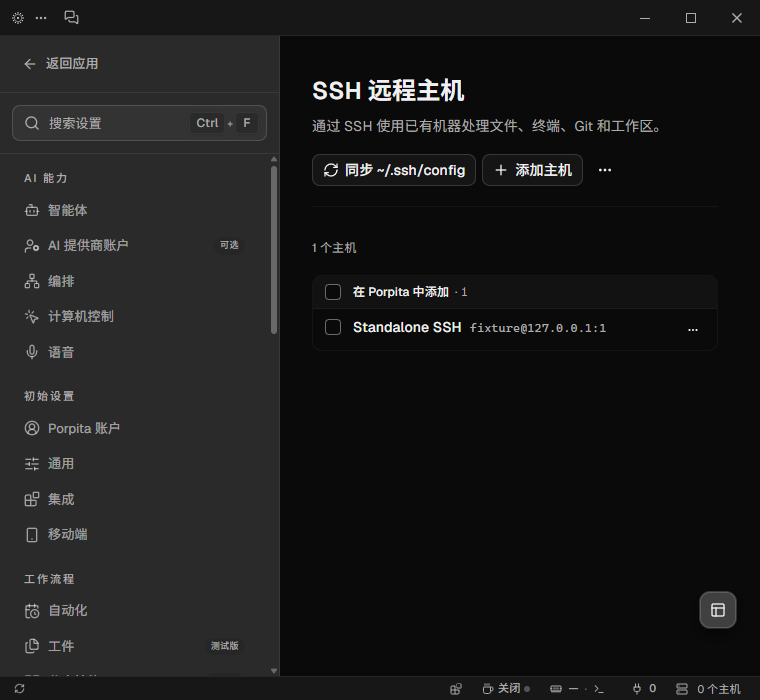 返回应用
搜索设置 Ctrl + F
AI 能力
智能体
AI 提供商账户 可选
编排
计算机控制
语音
初始设置
Porpita 账户
通用
集成
移动端
工作流程
自动化
工件 测试版
SSH 远程主机
通过 SSH 使用已有机器处理文件、终端、Git 和工作区。
同步 ~/.ssh/config 添加主机
1 个主机
在 Porpita 中添加 · 1
Standalone SSH fixture@127.0.0.1:1
关闭 — · 0 0 个主机